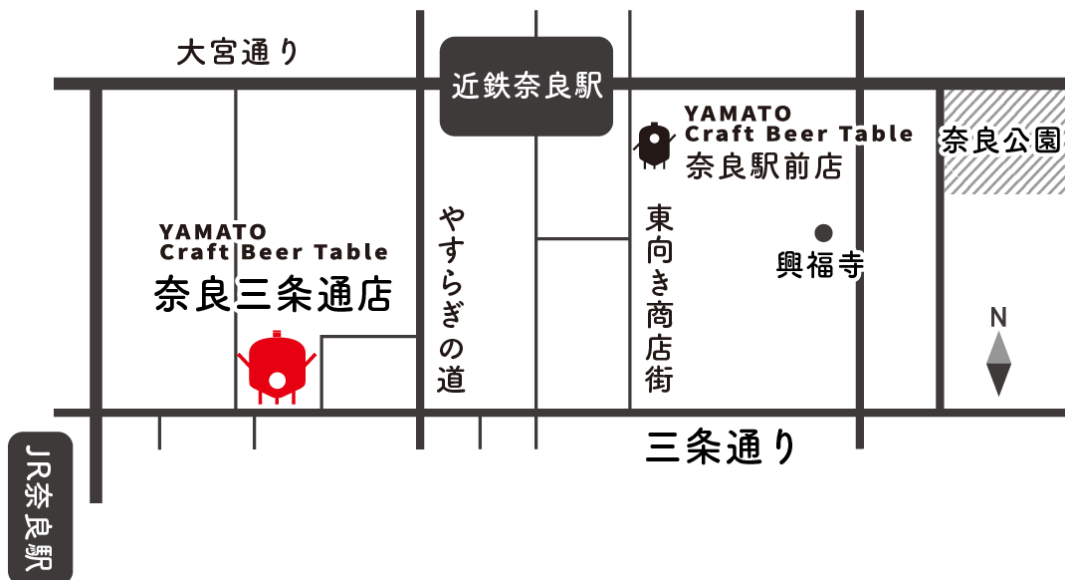 大宮通り
近鉄奈良駅
YAMATO
Craft Beer Table
奈良駅前店
奈良公園
YAMATO
Craft Beer Table
奈良三条通店
やすらぎの道
東向き商店街
興福寺
N
三条通り
JR奈良駅